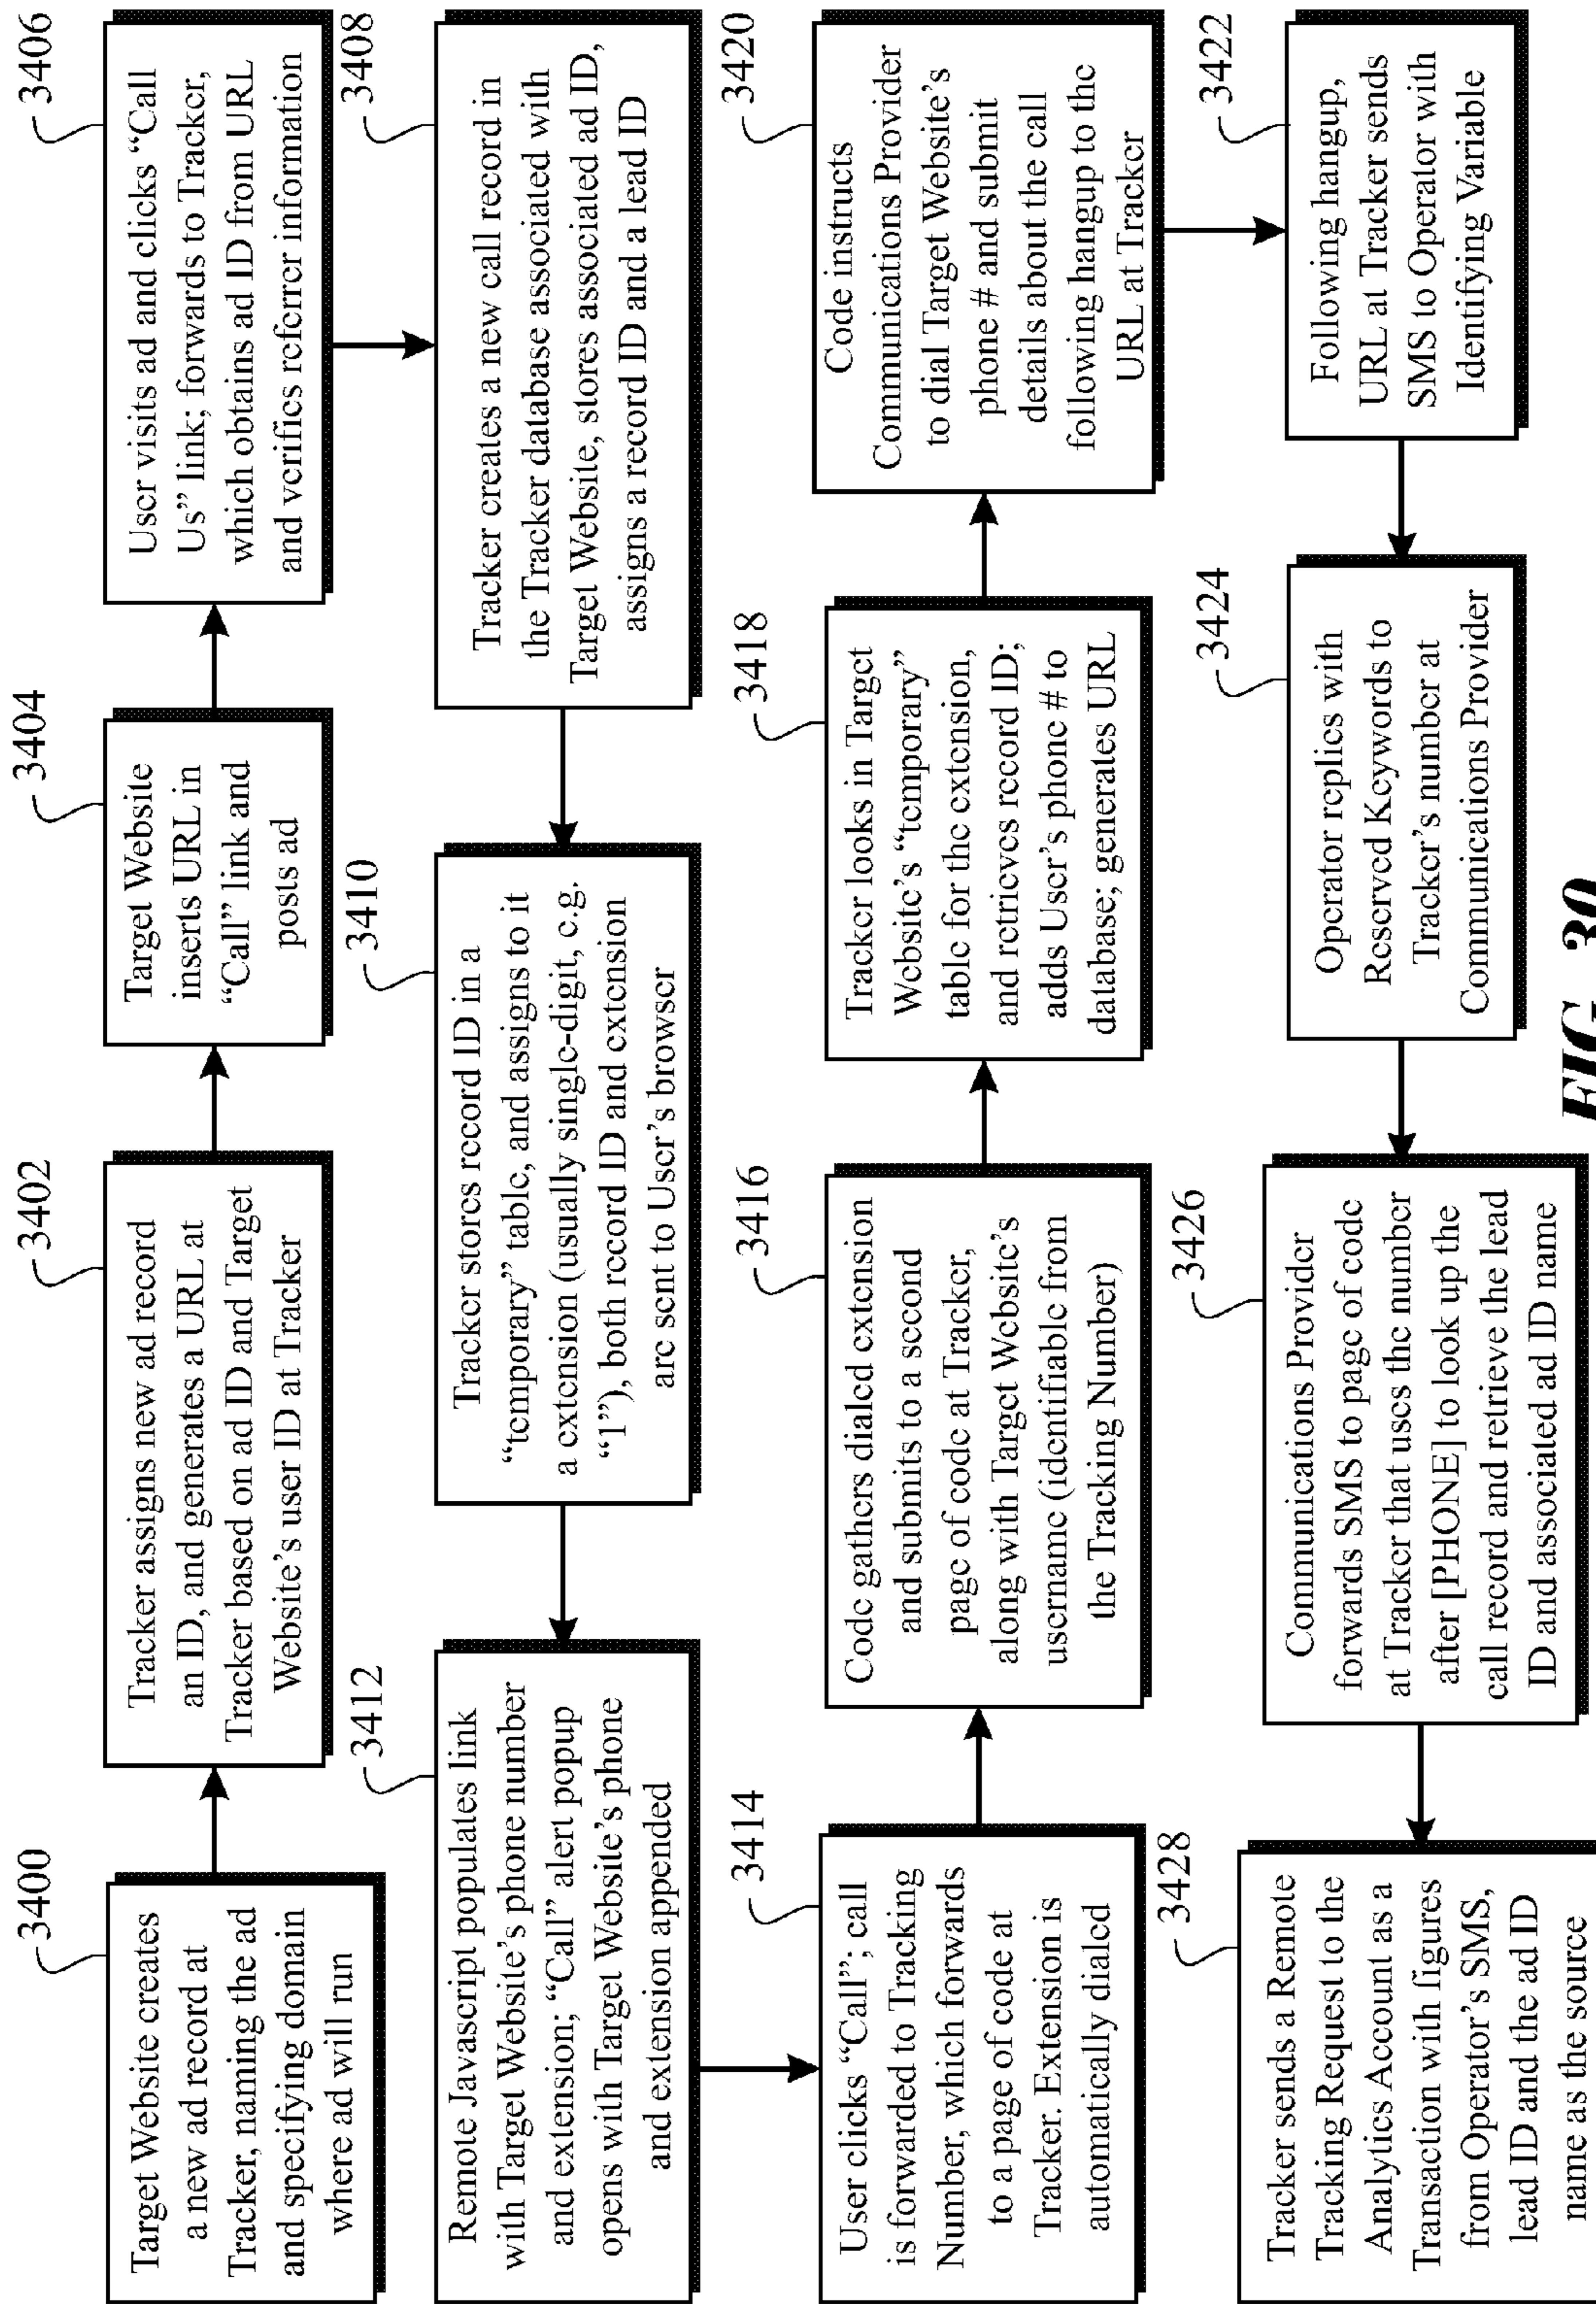 3400
Target Website creates
a new ad record at
Tracker, naming the ad
and specifying domain
where ad will run
3402
Tracker assigns new ad record
an ID, and generates a URL at
Tracker based on ad ID and Target
Website's user ID at Tracker
3404
Target Website
inserts URL in
“Call” link and
posts ad
3406
User visits ad and clicks “Call
Us” link; forwards to Tracker,
which obtains ad ID from URL
and verifies referrer information
3408
Tracker creates a new call record in
the Tracker database associated with
Target Website, stores associated ad ID,
assigns a record ID and a lead ID
3410
Tracker stores record ID in a
“temporary” table, and assigns to it
a extension (usually single-digit, e.g.
“1”), both record ID and extension
are sent to User's browser
3412
Remote Javascript populates link
with Target Website's phone number
and extension; “Call” alert popup
opens with Target Website's phone
and extension appended
3414
User clicks “Call”; call
is forwarded to Tracking
Number, which forwards
to a page of code at
Tracker. Extension is
automatically dialed
3416
Code gathers dialed extension
and submits to a second
page of code at Tracker,
along with Target Website's
username (identifiable from
the Tracking Number)
3418
Tracker looks in Target
Website's “temporary”
table for the extension,
and retrieves record ID;
adds User's phone # to
database; generates URL
3420
Code instructs
Communications Provider
to dial Target Website's
phone # and submit
details about the call
following hangup to the
URL at Tracker
3422
Following hangup,
URL at Tracker sends
SMS to Operator with
Identifying Variable
3424
Operator replies with
Reserved Keywords to
Tracker's number at
Communications Provider
3426
Communications Provider
forwards SMS to page of code
at Tracker that uses the number
after [PHONE] to look up the
call record and retrieve the lead
ID and associated ad ID name
3428
Tracker sends a Remote
Tracking Request to the
Analytics Account as a
Transaction with figures
from Operator's SMS,
lead ID and the ad ID
name as the source
FIG. 30